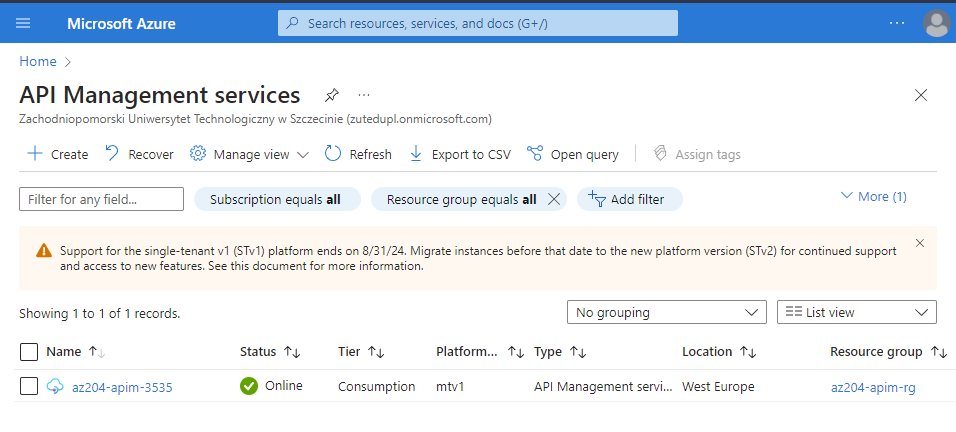 Microsoft Azure
Search resources, services, and docs (G+/)
Home
API Management services
Zachodniopomorski Uniwersytet Technologiczny w Szczecinie (zutedupl.onmicrosoft.com)
Create Recover Manage view Refresh Export to CSV Open query Assign tags
Filter for any field... Subscription equals all Resource group equals all Add filter More (1)
Support for the single-tenant v1 (STv1) platform ends on 8/31/24. Migrate instances before that date to the new platform version (STv2) for continued support
and access to new features. See this document for more information.
Showing 1 to 1 of 1 records. No grouping List view
Name Status Tier Platform... Type Location Resource group
az204-apim-3535 Online Consumption mtv1 API Management servi... West Europe az204-apim-rg